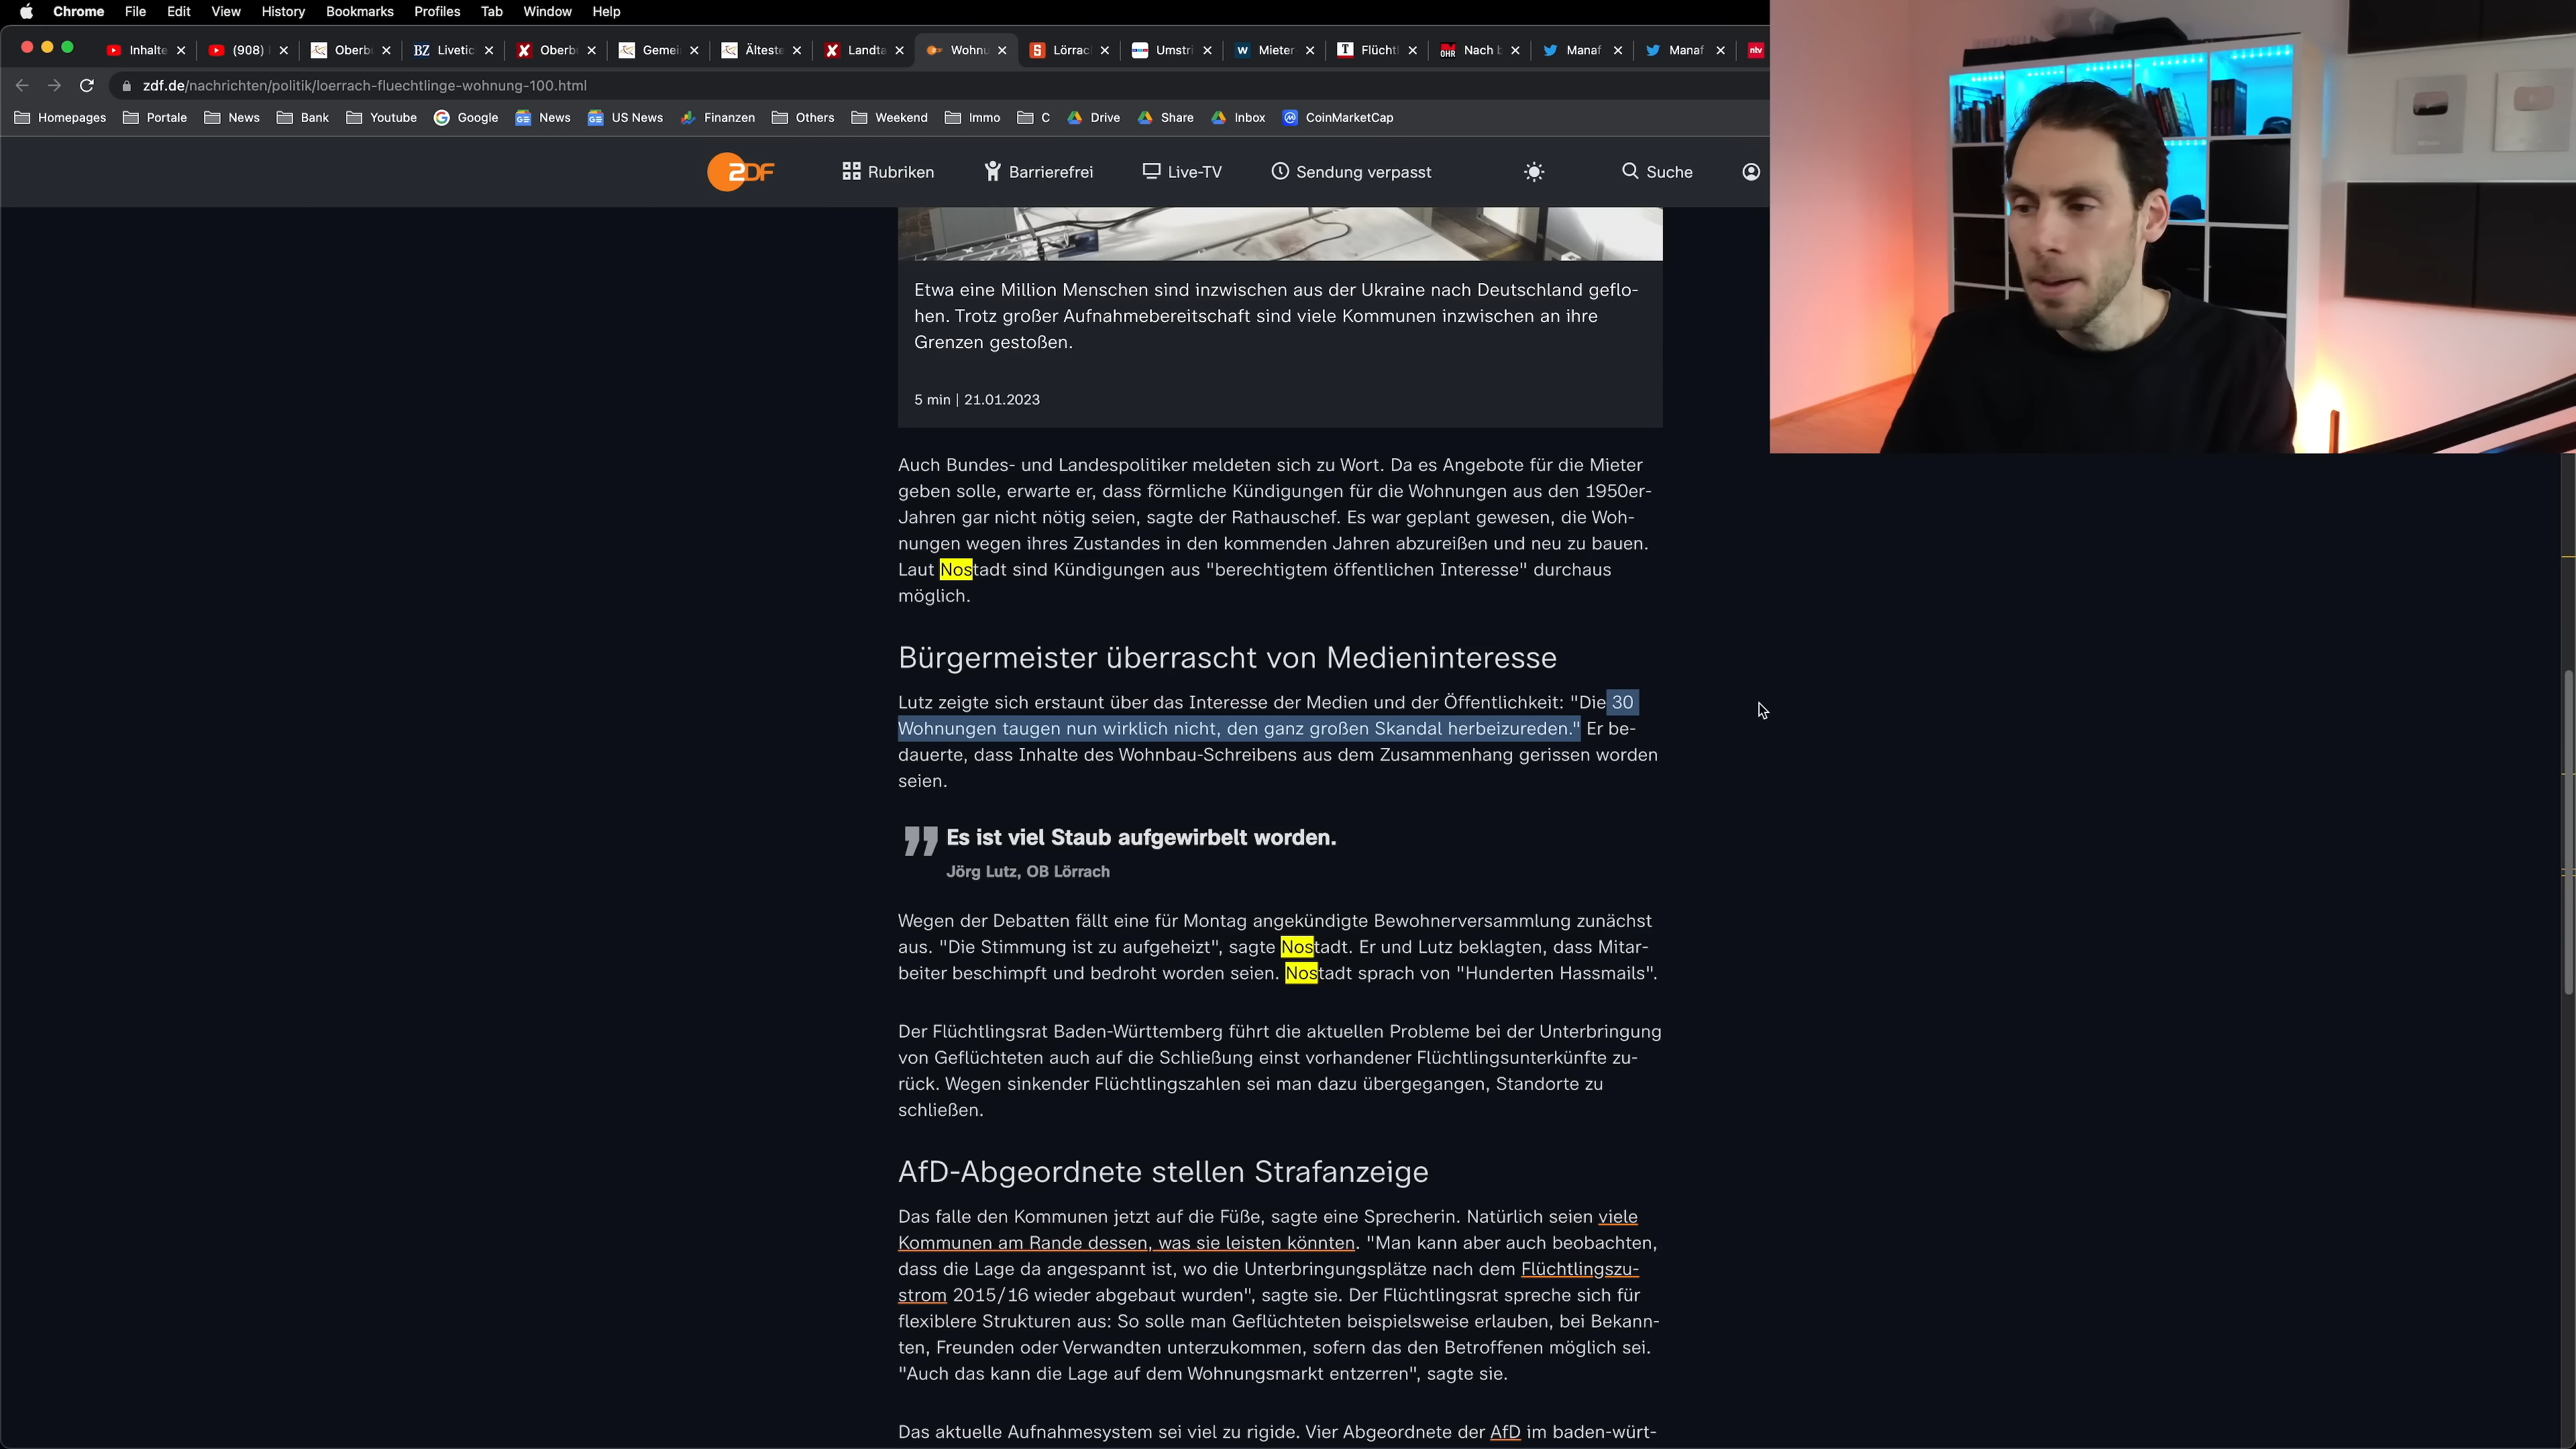 Chrome File Edit View History Bookmarks Profiles Tab Window Help
Inhalte (908) Oberb Livetic Oberb Gemei Älteste Landta Wohnu Lörrac Umstri Mieter Flücht Nach b Manaf Manaf ntv
zdf.de/nachrichten/politik/loerrach-fluechtlinge-wohnung-100.html
Homepages Portale News Bank Youtube Google News US News Finanzen Others Weekend Immo C Drive Share Inbox CoinMarketCap
ZDF Rubriken Barrierefrei Live-TV Sendung verpasst Suche
Etwa eine Million Menschen sind inzwischen aus der Ukraine nach Deutschland geflo-
hen. Trotz großer Aufnahmebereitschaft sind viele Kommunen inzwischen an ihre
Grenzen gestoßen.
5 min | 21.01.2023
Auch Bundes- und Landespolitiker meldeten sich zu Wort. Da es Angebote für die Mieter
geben solle, erwarte er, dass förmliche Kündigungen für die Wohnungen aus den 1950er-
Jahren gar nicht nötig seien, sagte der Rathauschef. Es war geplant gewesen, die Woh-
nungen wegen ihres Zustandes in den kommenden Jahren abzureißen und neu zu bauen.
Laut Nostadt sind Kündigungen aus "berechtigtem öffentlichen Interesse" durchaus
möglich.
Bürgermeister überrascht von Medieninteresse
Lutz zeigte sich erstaunt über das Interesse der Medien und der Öffentlichkeit: "Die 30
Wohnungen taugen nun wirklich nicht, den ganz großen Skandal herbeizureden." Er be-
dauerte, dass Inhalte des Wohnbau-Schreibens aus dem Zusammenhang gerissen worden
seien.
Es ist viel Staub aufgewirbelt worden.
Jörg Lutz, OB Lörrach
Wegen der Debatten fällt eine für Montag angekündigte Bewohnerversammlung zunächst
aus. "Die Stimmung ist zu aufgeheizt", sagte Nostadt. Er und Lutz beklagten, dass Mitar-
beiter beschimpft und bedroht worden seien. Nostadt sprach von "Hunderten Hassmails".
Der Flüchtlingsrat Baden-Württemberg führt die aktuellen Probleme bei der Unterbringung
von Geflüchteten auch auf die Schließung einst vorhandener Flüchtlingsunterkünfte zu-
rück. Wegen sinkender Flüchtlingszahlen sei man dazu übergegangen, Standorte zu
schließen.
AfD-Abgeordnete stellen Strafanzeige
Das falle den Kommunen jetzt auf die Füße, sagte eine Sprecherin. Natürlich seien viele
Kommunen am Rande dessen, was sie leisten könnten. "Man kann aber auch beobachten,
dass die Lage da angespannt ist, wo die Unterbringungsplätze nach dem Flüchtlingszu-
strom 2015/16 wieder abgebaut wurden", sagte sie. Der Flüchtlingsrat spreche sich für
flexiblere Strukturen aus: So solle man Geflüchteten beispielsweise erlauben, bei Bekann-
ten, Freunden oder Verwandten unterzukommen, sofern das den Betroffenen möglich sei.
"Auch das kann die Lage auf dem Wohnungsmarkt entzerren", sagte sie.
Das aktuelle Aufnahmesystem sei viel zu rigide. Vier Abgeordnete der AfD im baden-würt-